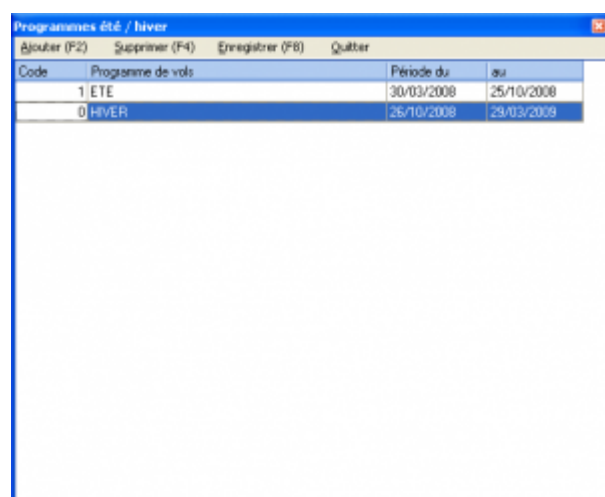 Programmes été / hiver
Ajouter (F2) Supprimer (F4) Enregistrer (F8) Quitter
Code Programme de vols Période du au
1 ETE 30/03/2008 25/10/2008
0 HIVER 26/10/2008 29/03/2009